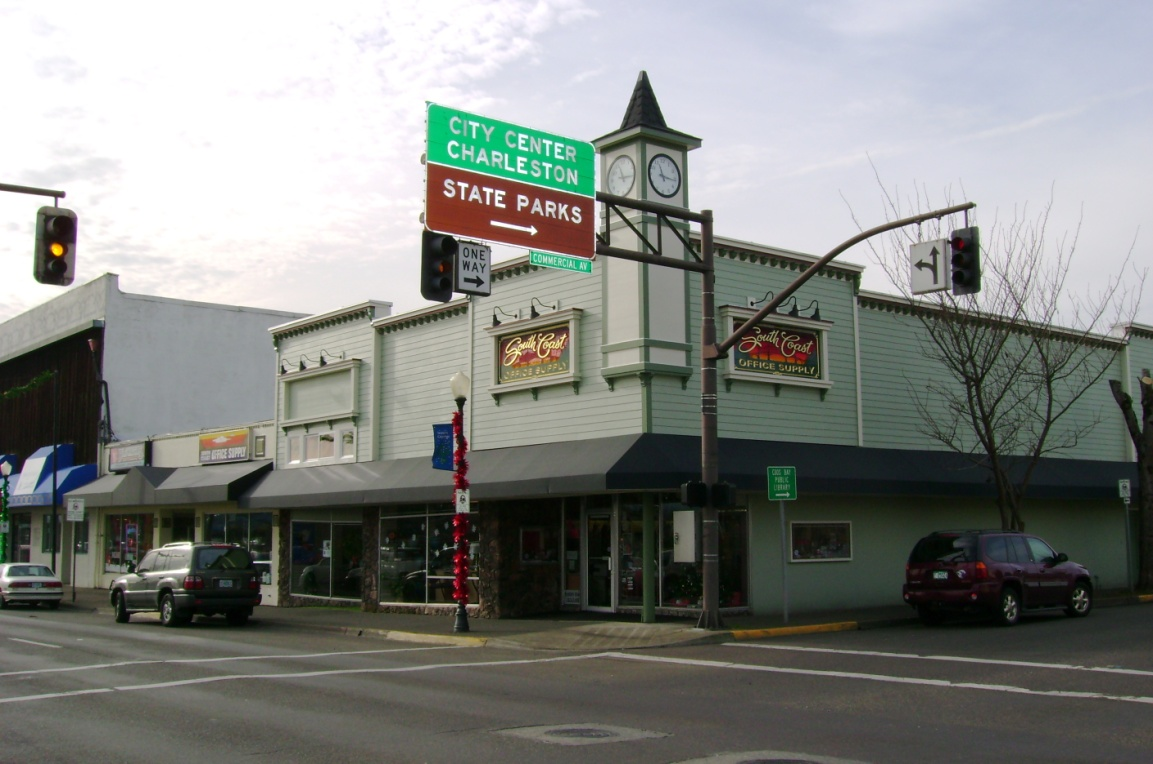 CITY CENTER
CHARLESTON
STATE PARKS
COMMERCIAL AV
ONE
WAY
South Coast
OFFICE SUPPLY
South Coast
OFFICE SUPPLY
OFFICE SUPPLY
COOS BAY
PUBLIC
LIBRARY